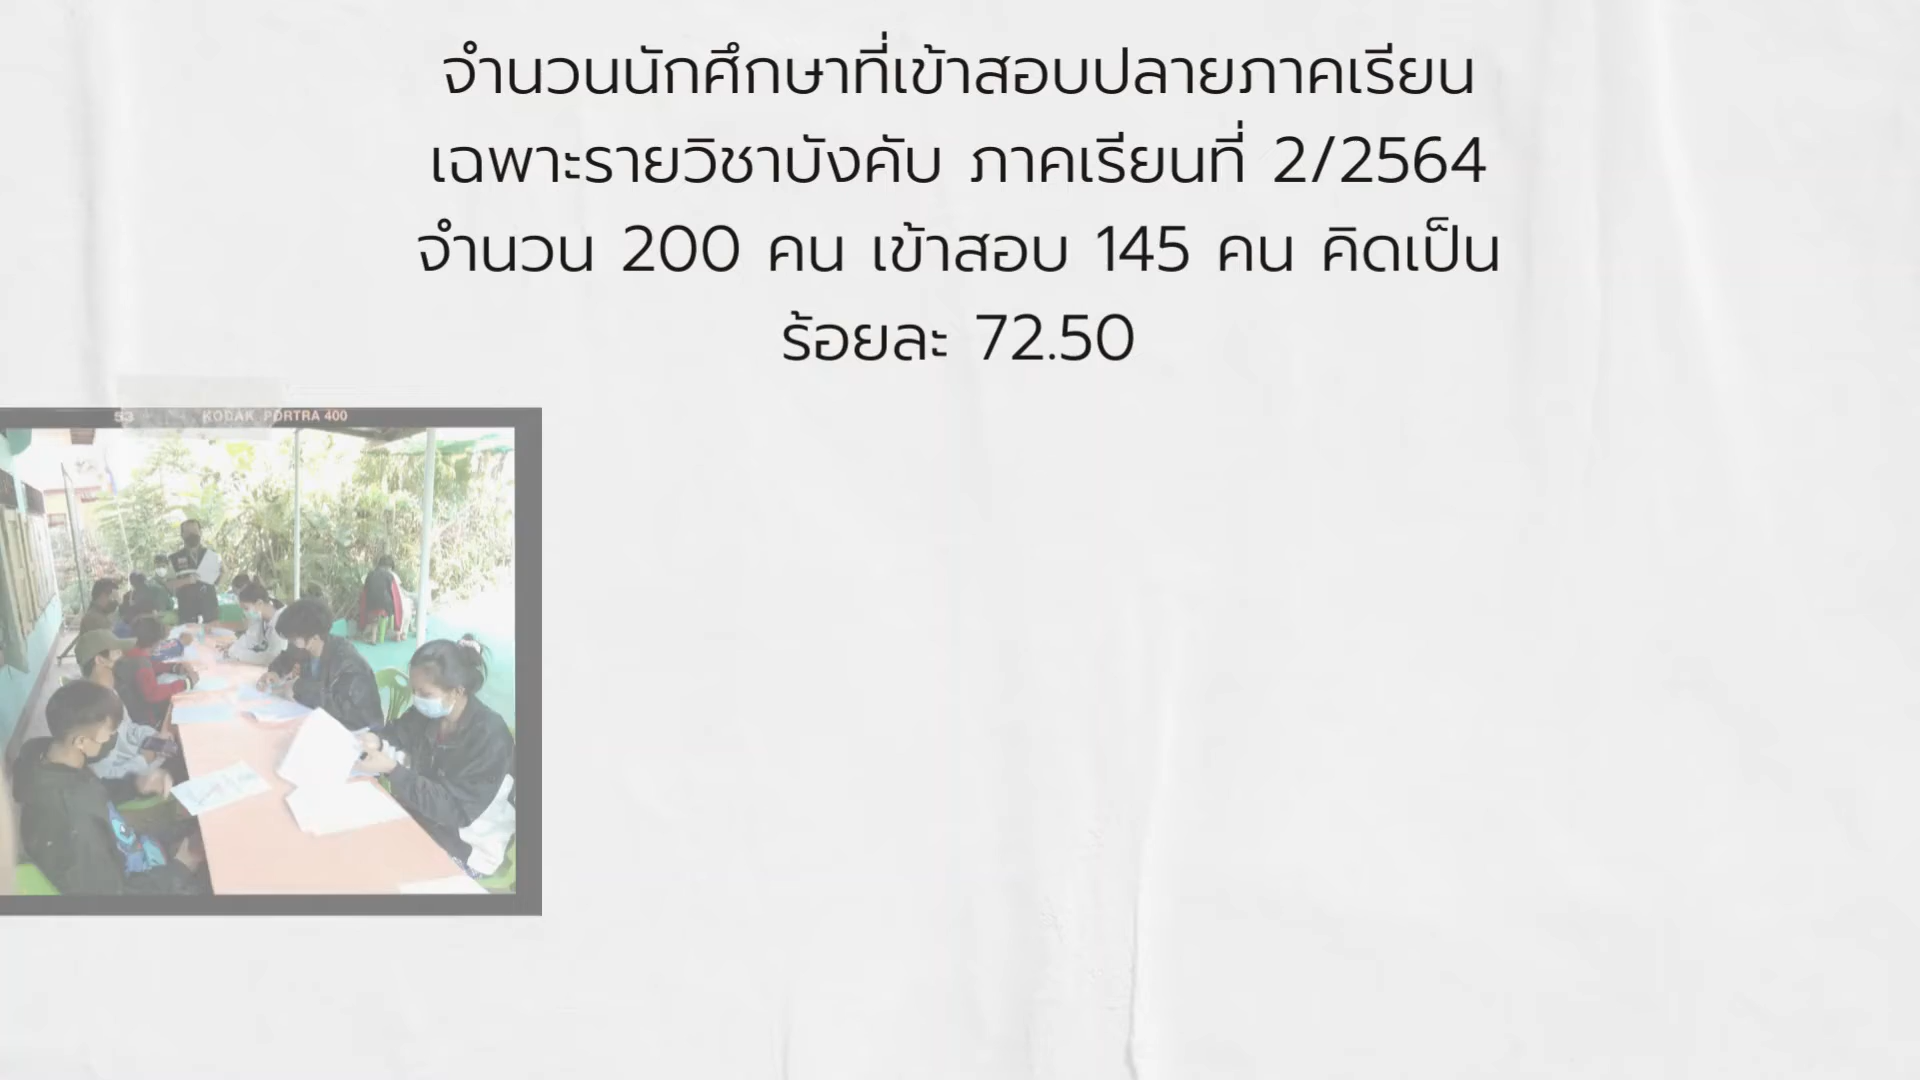 จำนวนนักศึกษาที่เข้าสอบปลายภาคเรียน
เฉพาะรายวิชาบังคับ ภาคเรียนที่ 2/2564
จำนวน 200 คน เข้าสอบ 145 คน คิดเป็น
ร้อยละ 72.50
53 KODAK PORTRA 400